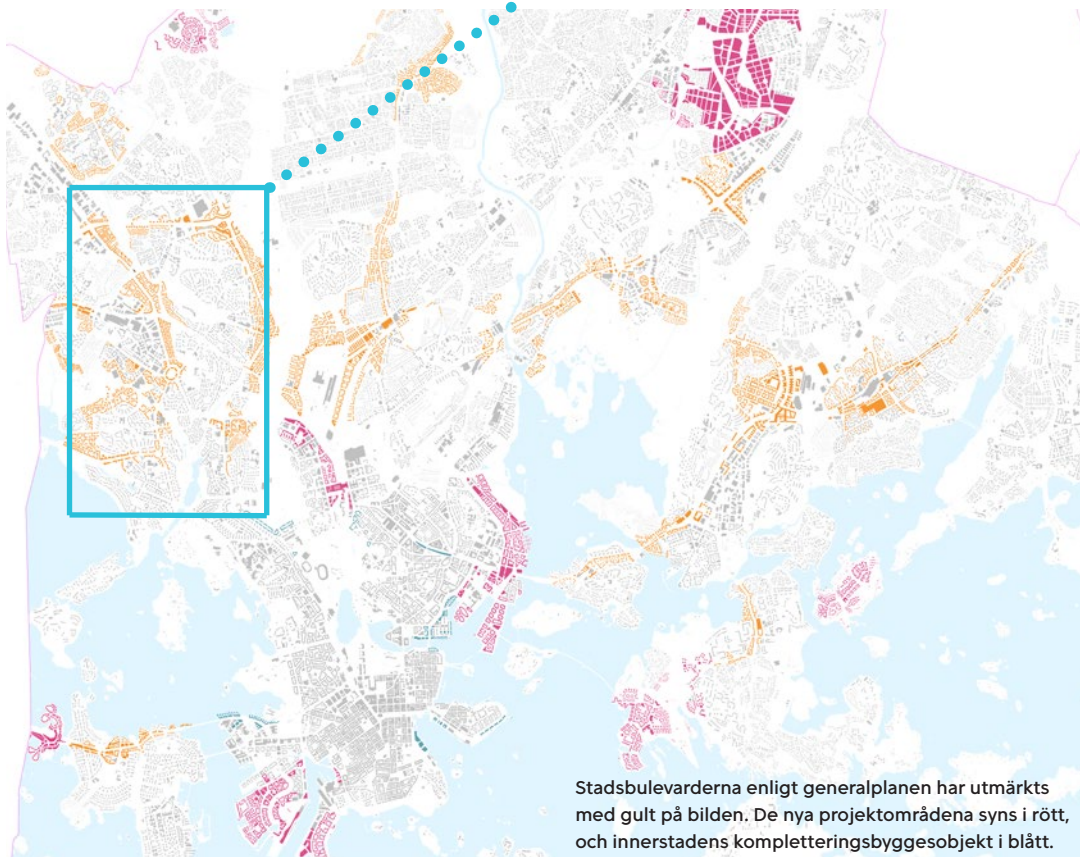 Stadsbulevarderna enligt generalplanen har utmärkts
med gult på bilden. De nya projektområdena syns i rött,
och innerstadens kompletteringsbyggesobjekt i blått.